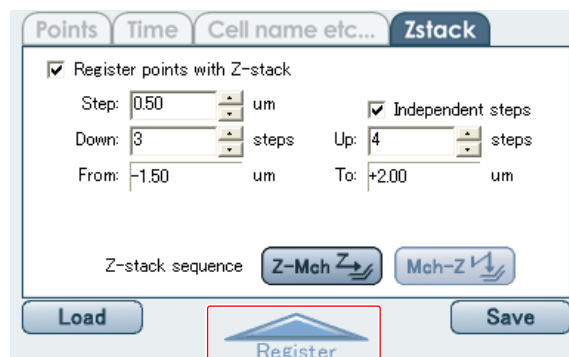 Points Time Cell name etc... Zstack
Register points with Z-stack
Step: 0.50 um Independent steps
Down: 3 steps Up: 4 steps
From: -1.50 um To: +2.00 um
Z-stack sequence Z-Mch Z Mch-Z
Load Save
Register